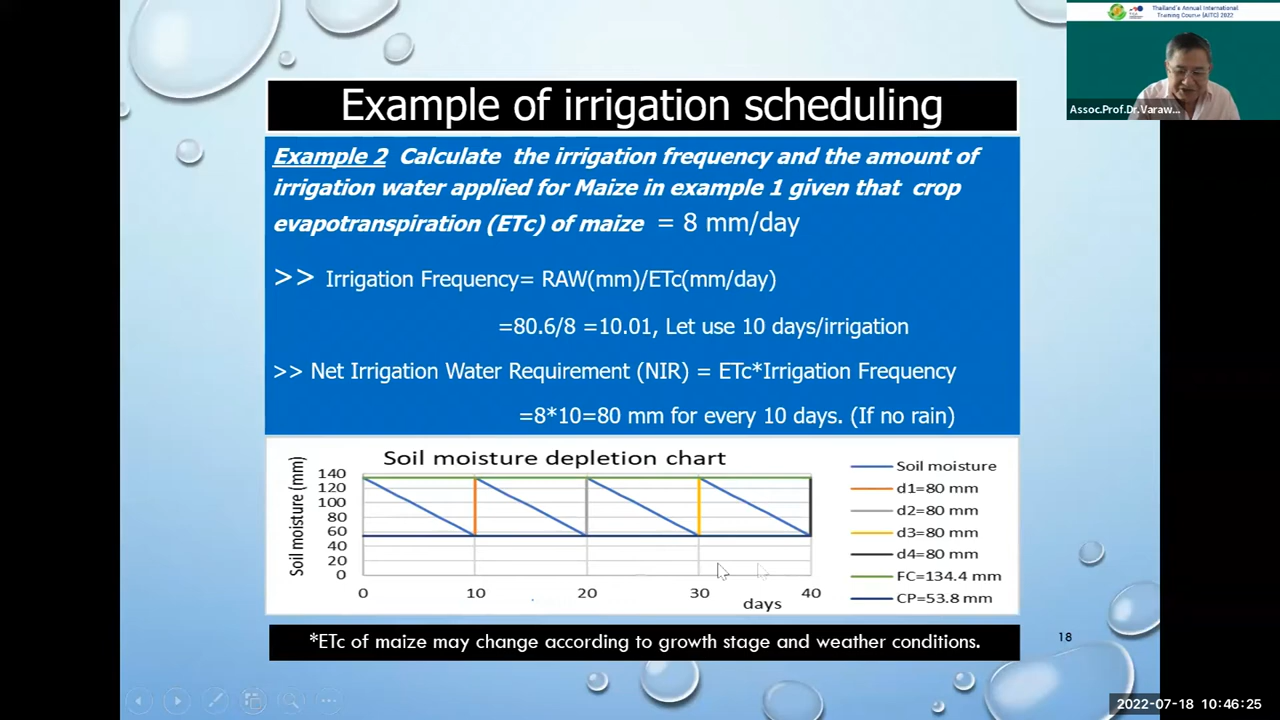 Thailand's Annual International
Training Course (AITC) 2022
Assoc.Prof.Dr.Varaw...
Example of irrigation scheduling
Example 2 Calculate the irrigation frequency and the amount of
irrigation water applied for Maize in example 1 given that crop
evapotranspiration (ETc) of maize = 8 mm/day
>> Irrigation Frequency= RAW(mm)/ETc(mm/day)
=80.6/8 =10.01, Let use 10 days/irrigation
>> Net Irrigation Water Requirement (NIR) = ETc*Irrigation Frequency
=8*10=80 mm for every 10 days. (If no rain)
Soil moisture depletion chart
Soil moisture (mm)
140
120
100
80
60
40
20
0
0 10 20 30 40
days
Soil moisture
d1=80 mm
d2=80 mm
d3=80 mm
d4=80 mm
FC=134.4 mm
CP=53.8 mm
*ETc of maize may change according to growth stage and weather conditions.
18
2022-07-18 10:46:25